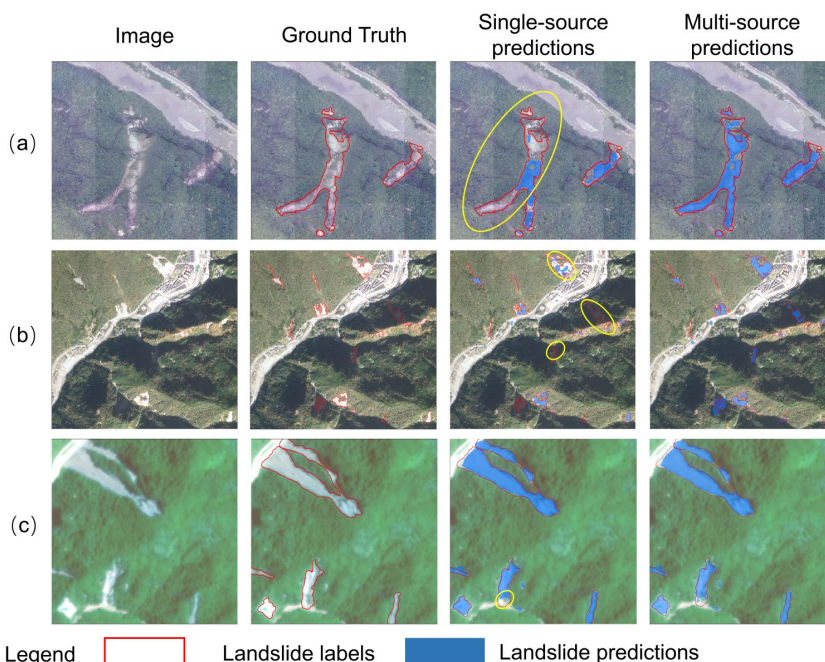 Image
Ground Truth
Single-source
predictions
Multi-source
predictions
(a)
(b)
(c)
Legend
Landslide labels
Landslide predictions